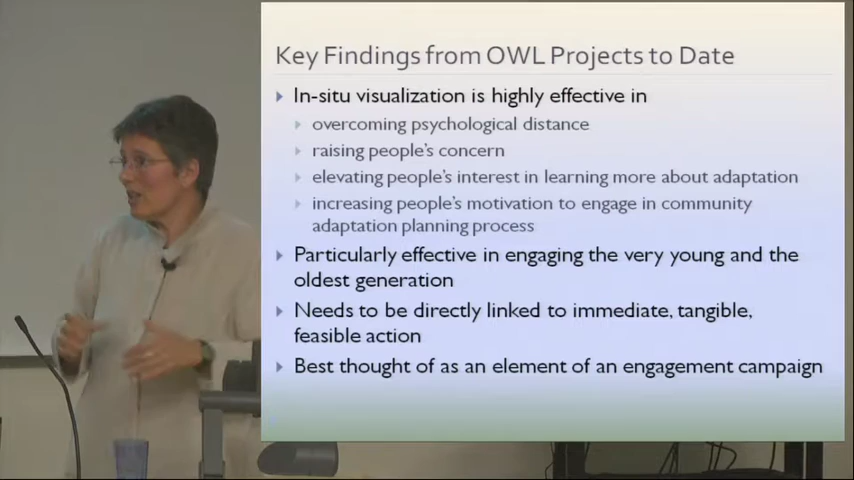 Key Findings from OWL Projects to Date
In-situ visualization is highly effective in
overcoming psychological distance
raising people's concern
elevating people's interest in learning more about adaptation
increasing people's motivation to engage in community
adaptation planning process
Particularly effective in engaging the very young and the
oldest generation
Needs to be directly linked to immediate, tangible,
feasible action
Best thought of as an element of an engagement campaign